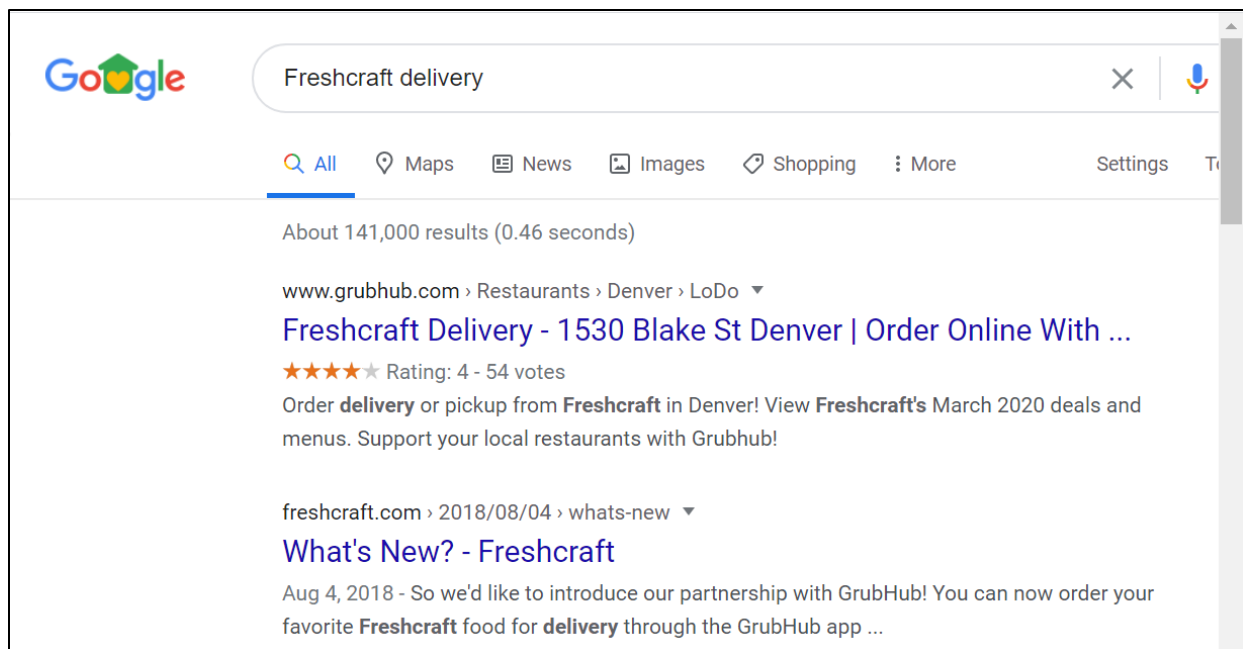 Google
Freshcraft delivery
All Maps News Images Shopping More Settings
About 141,000 results (0.46 seconds)
www.grubhub.com › Restaurants › Denver › LoDo
Freshcraft Delivery - 1530 Blake St Denver | Order Online With ...
Rating: 4 - 54 votes
Order delivery or pickup from Freshcraft in Denver! View Freshcraft's March 2020 deals and
menus. Support your local restaurants with Grubhub!
freshcraft.com › 2018/08/04 › whats-new
What's New? - Freshcraft
Aug 4, 2018 - So we'd like to introduce our partnership with GrubHub! You can now order your
favorite Freshcraft food for delivery through the GrubHub app ...